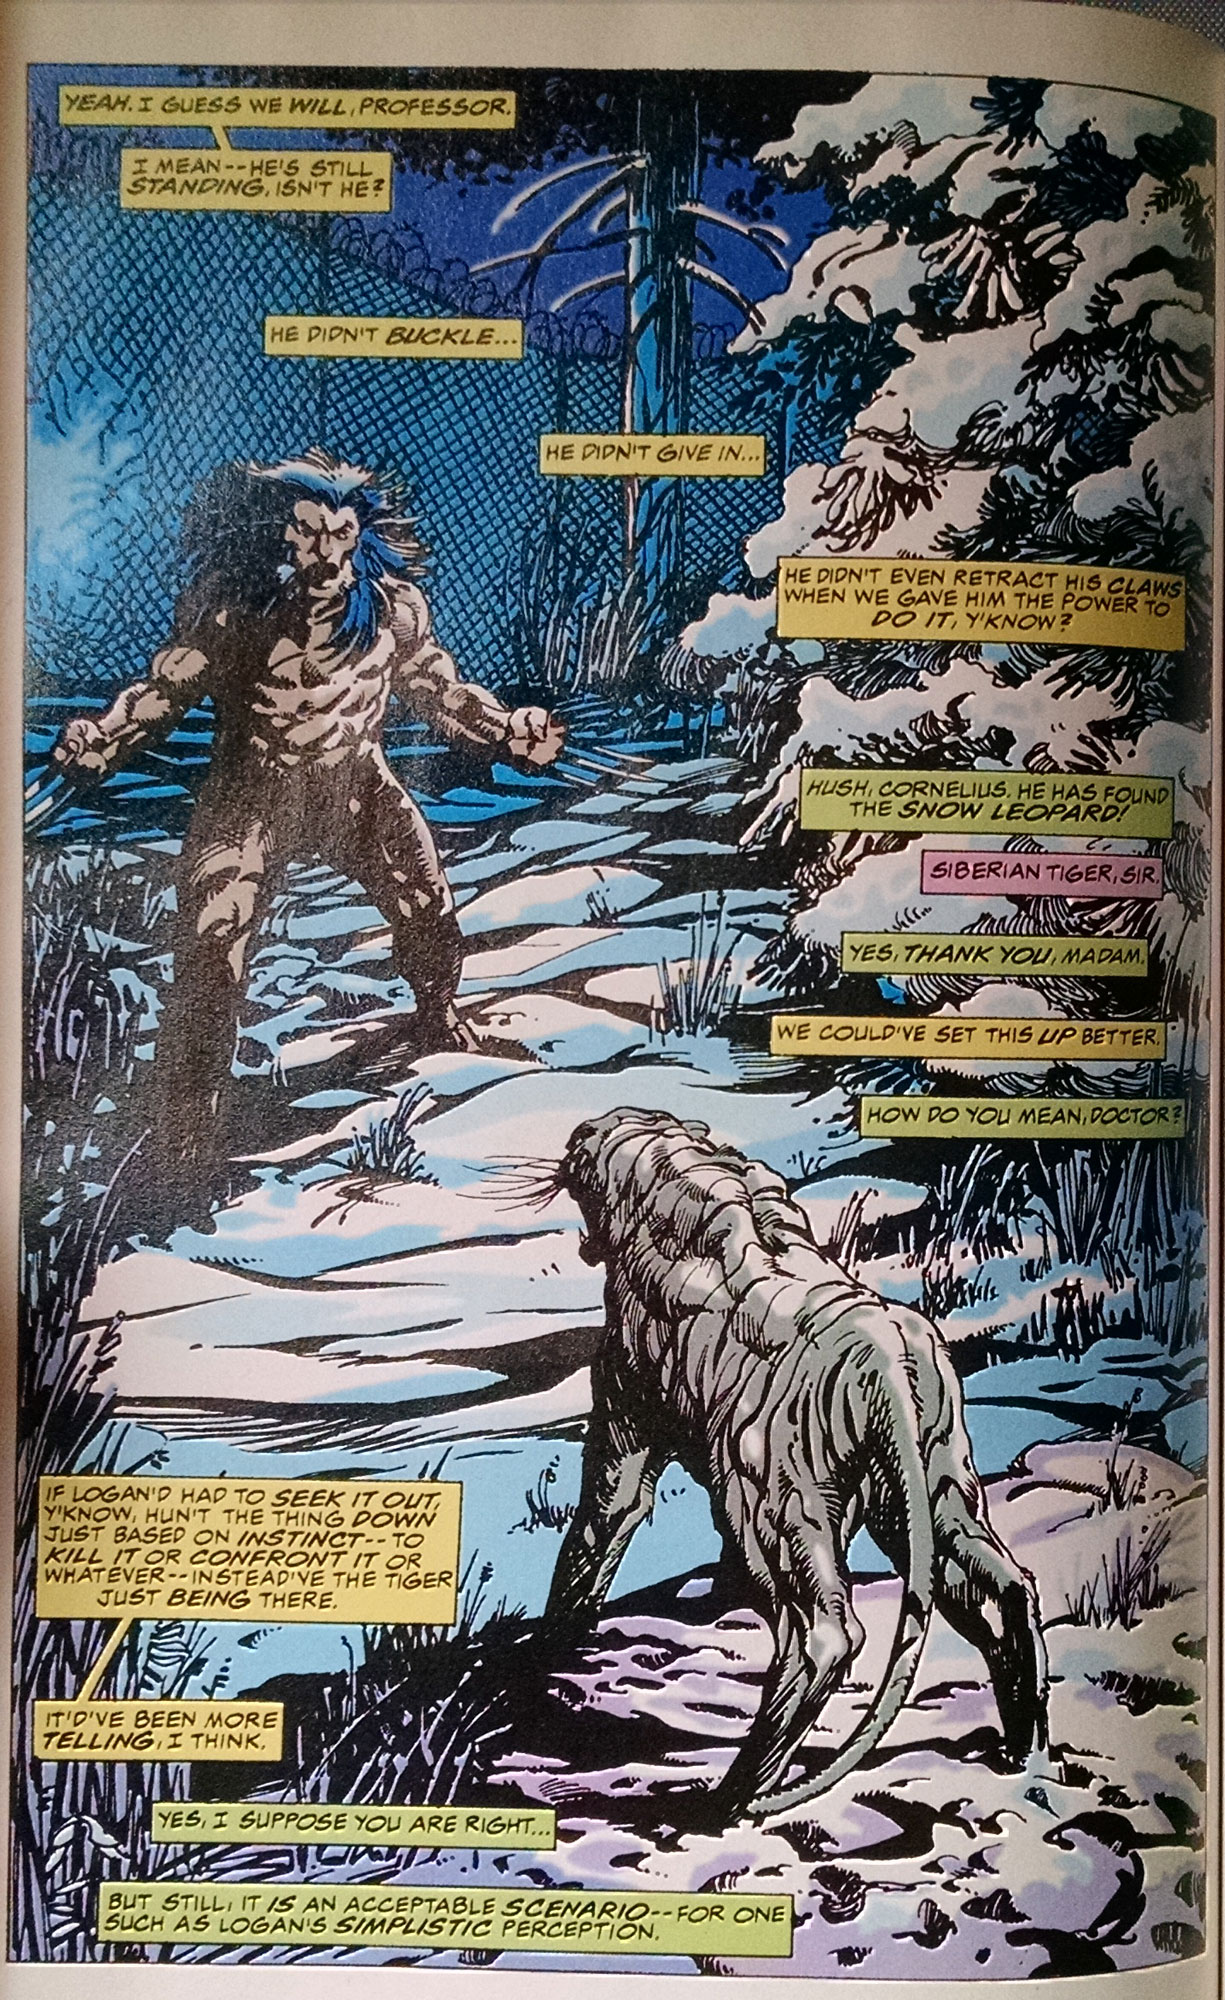 YEAH. I GUESS WE WILL, PROFESSOR.
I MEAN--HE'S STILL
STANDING, ISN'T HE?
HE DIDN'T BUCKLE...
HE DIDN'T GIVE IN...
HE DIDN'T EVEN RETRACT HIS CLAWS
WHEN WE GAVE HIM THE POWER TO
DO IT, Y'KNOW?
HUSH, CORNELIUS. HE HAS FOUND
THE SNOW LEOPARD!
SIBERIAN TIGER, SIR.
YES, THANK YOU, MADAM.
WE COULD'VE SET THIS UP BETTER.
HOW DO YOU MEAN, DOCTOR?
IF LOGAN'D HAD TO SEEK IT OUT,
Y'KNOW, HUN'T THE THING DOWN
JUST BASED ON INSTINCT--TO
KILL IT OR CONFRONT IT OR
WHATEVER--INSTEAD'VE THE TIGER
JUST BEING THERE.
IT'D'VE BEEN MORE
TELLING, I THINK.
YES, I SUPPOSE YOU ARE RIGHT...
BUT STILL, IT IS AN ACCEPTABLE SCENARIO--FOR ONE
SUCH AS LOGAN'S SIMPLISTIC PERCEPTION.